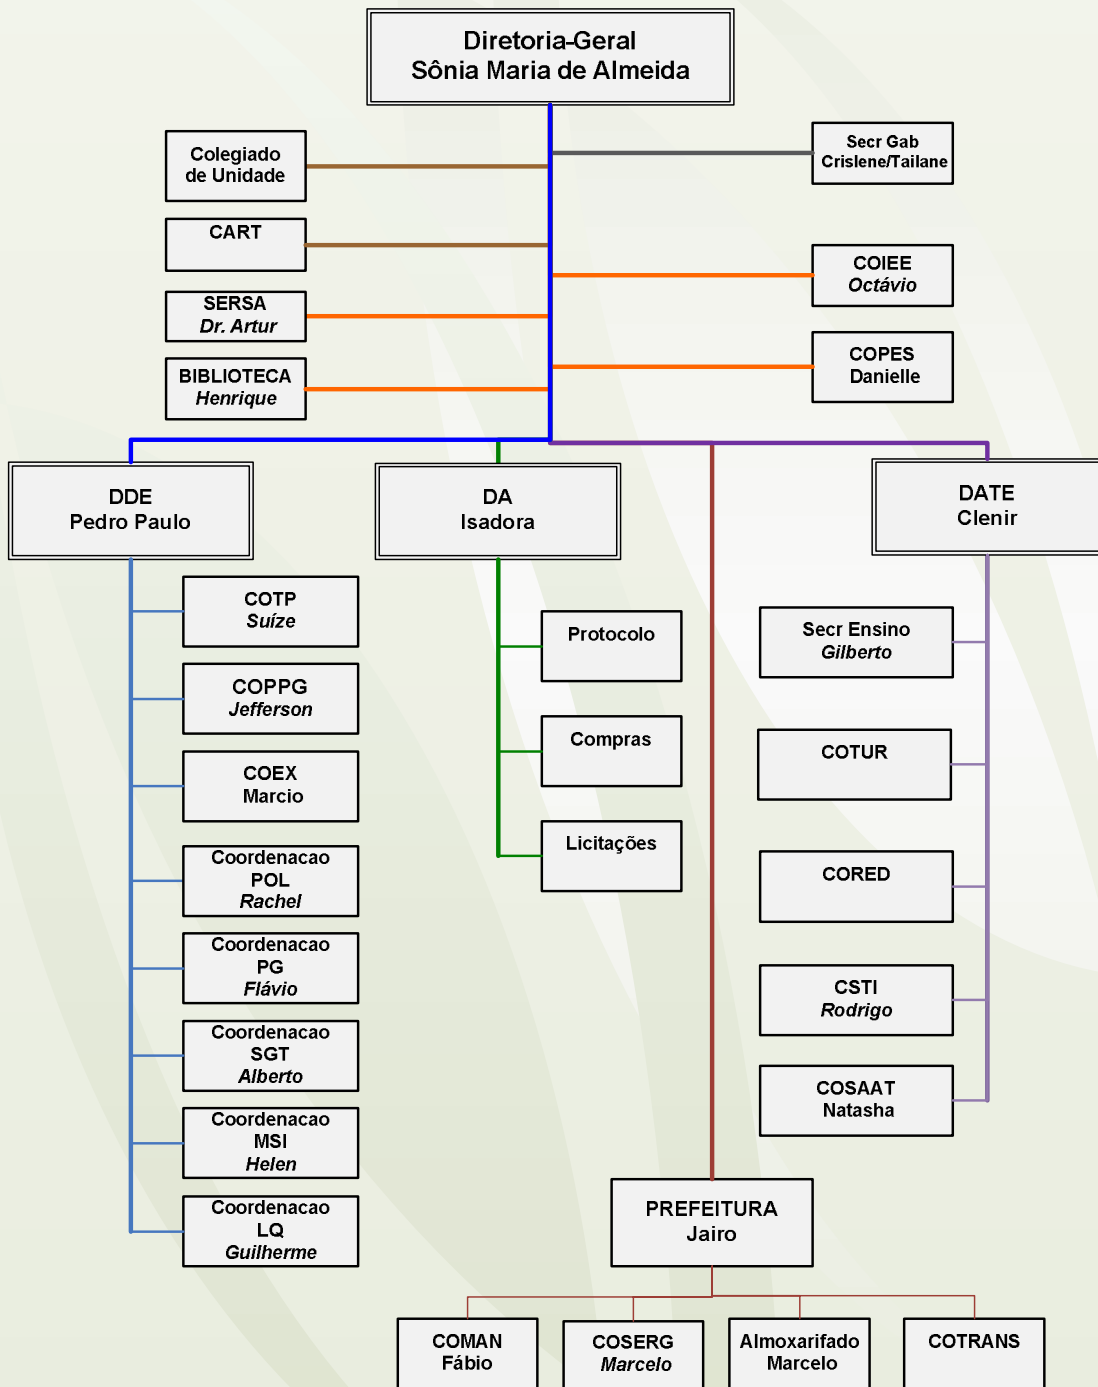 Diretoria-Geral
Sônia Maria de Almeida
Colegiado
de Unidade
Secr Gab
Crislene/Tailane
CART
COIEE
Octávio
SERSA
Dr. Artur
COPES
Danielle
BIBLIOTECA
Henrique
DDE
Pedro Paulo
DA
Isadora
DATE
Clenir
COTP
Suíze
COPPG
Jefferson
COEX
Marcio
Coordenacao
POL
Rachel
Coordenacao
PG
Flávio
Coordenacao
SGT
Alberto
Coordenacao
MSI
Helen
Coordenacao
LQ
Guilherme
Protocolo
Compras
Licitações
Secr Ensino
Gilberto
COTUR
CORED
CSTI
Rodrigo
COSAAT
Natasha
PREFEITURA
Jairo
COMAN
Fábio
COSERG
Marcelo
Almoxarifado
Marcelo
COTRANS